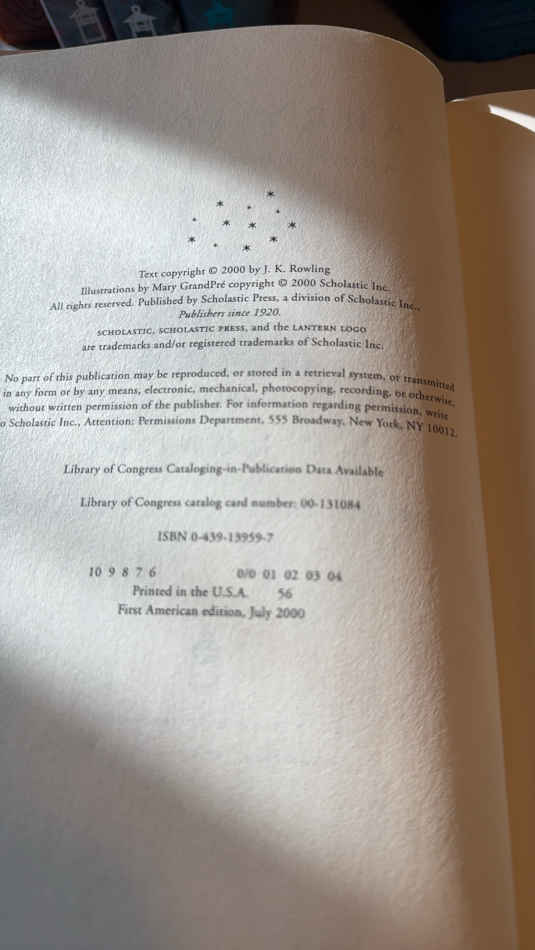 Text copyright © 2000 by J. K. Rowling
Illustrations by Mary GrandPré copyright © 2000 Scholastic Inc.
All rights reserved. Published by Scholastic Press, a division of Scholastic Inc.,
Publishers since 1920.
SCHOLASTIC, SCHOLASTIC PRESS, and the LANTERN LOGO
are trademarks and/or registered trademarks of Scholastic Inc.
No part of this publication may be reproduced, or stored in a retrieval system, or transmitted
in any form or by any means, electronic, mechanical, photocopying, recording, or otherwise,
without written permission of the publisher. For information regarding permission, write
o Scholastic Inc., Attention: Permissions Department, 555 Broadway, New York, NY 10012.
Library of Congress Cataloging-in-Publication Data Available
Library of Congress catalog card number: 00-131084
ISBN 0-439-13959-7
10 9 8 7 6 0/0 01 02 03 04
Printed in the U.S.A. 56
First American edition, July 2000